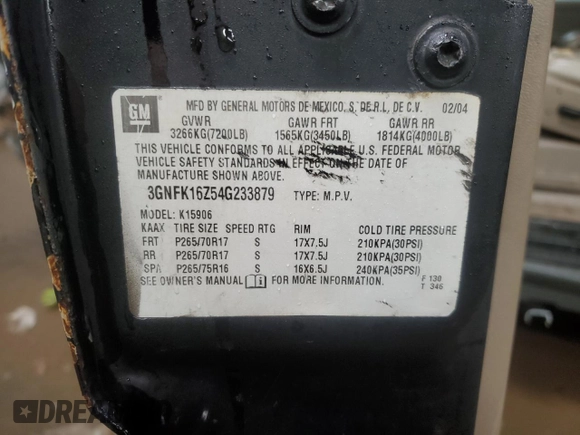 GM
MFD BY GENERAL MOTORS DE MEXICO, S. DE R.L. DE C.V. 02/04
GVWR GAWR FRT GAWR RR
3266KG(7200LB) 1565KG(3450LB) 1814KG(4000LB)
THIS VEHICLE CONFORMS TO ALL APPLICABLE U.S. FEDERAL MOTOR
VEHICLE SAFETY STANDARDS IN EFFECT ON THE DATE OF
MANUFACTURE SHOWN ABOVE.
3GNFK16Z54G233879 TYPE: M.P.V.
MODEL: K15906
KAAX TIRE SIZE SPEED RTG RIM COLD TIRE PRESSURE
FRT P265/70R17 S 17X7.5J 210KPA(30PSI)
RR P265/70R17 S 17X7.5J 210KPA(30PSI)
SPA P265/75R16 S 16X6.5J 240KPA(35PSI)
SEE OWNER'S MANUAL FOR MORE INFORMATION.
F 130
T 346